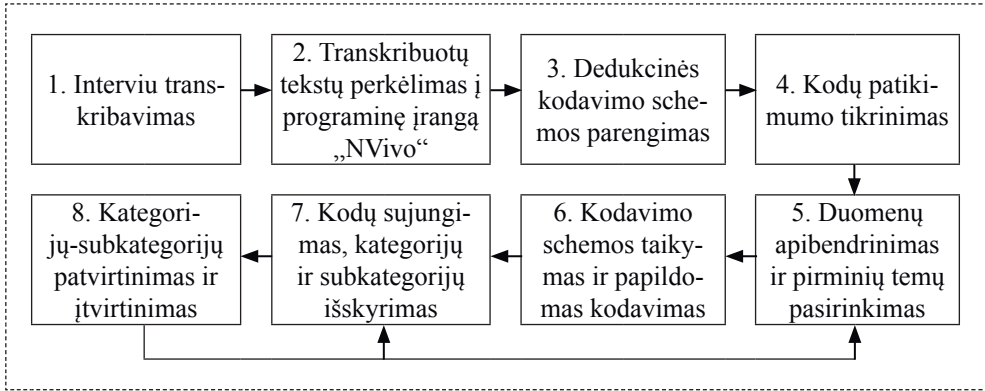 1. Interviu trans-
kribavimas
2. Transkribuotų
tekstų perkėlimas į
programinę įrangą
„NVivo“
3. Dedukcinės
kodavimo sche-
mos parengimas
4. Kodų patiki-
mumo tikrinimas
5. Duomenų
apibendrinimas
ir pirminių temų
pasirinkimas
6. Kodavimo
schemos taiky-
mas ir papildo-
mas kodavimas
7. Kodų sujungi-
mas, kategorijų
ir subkategorijų
išskyrimas
8. Kategori-
jų-subkategorijų
patvirtinimas ir
įtvirtinimas